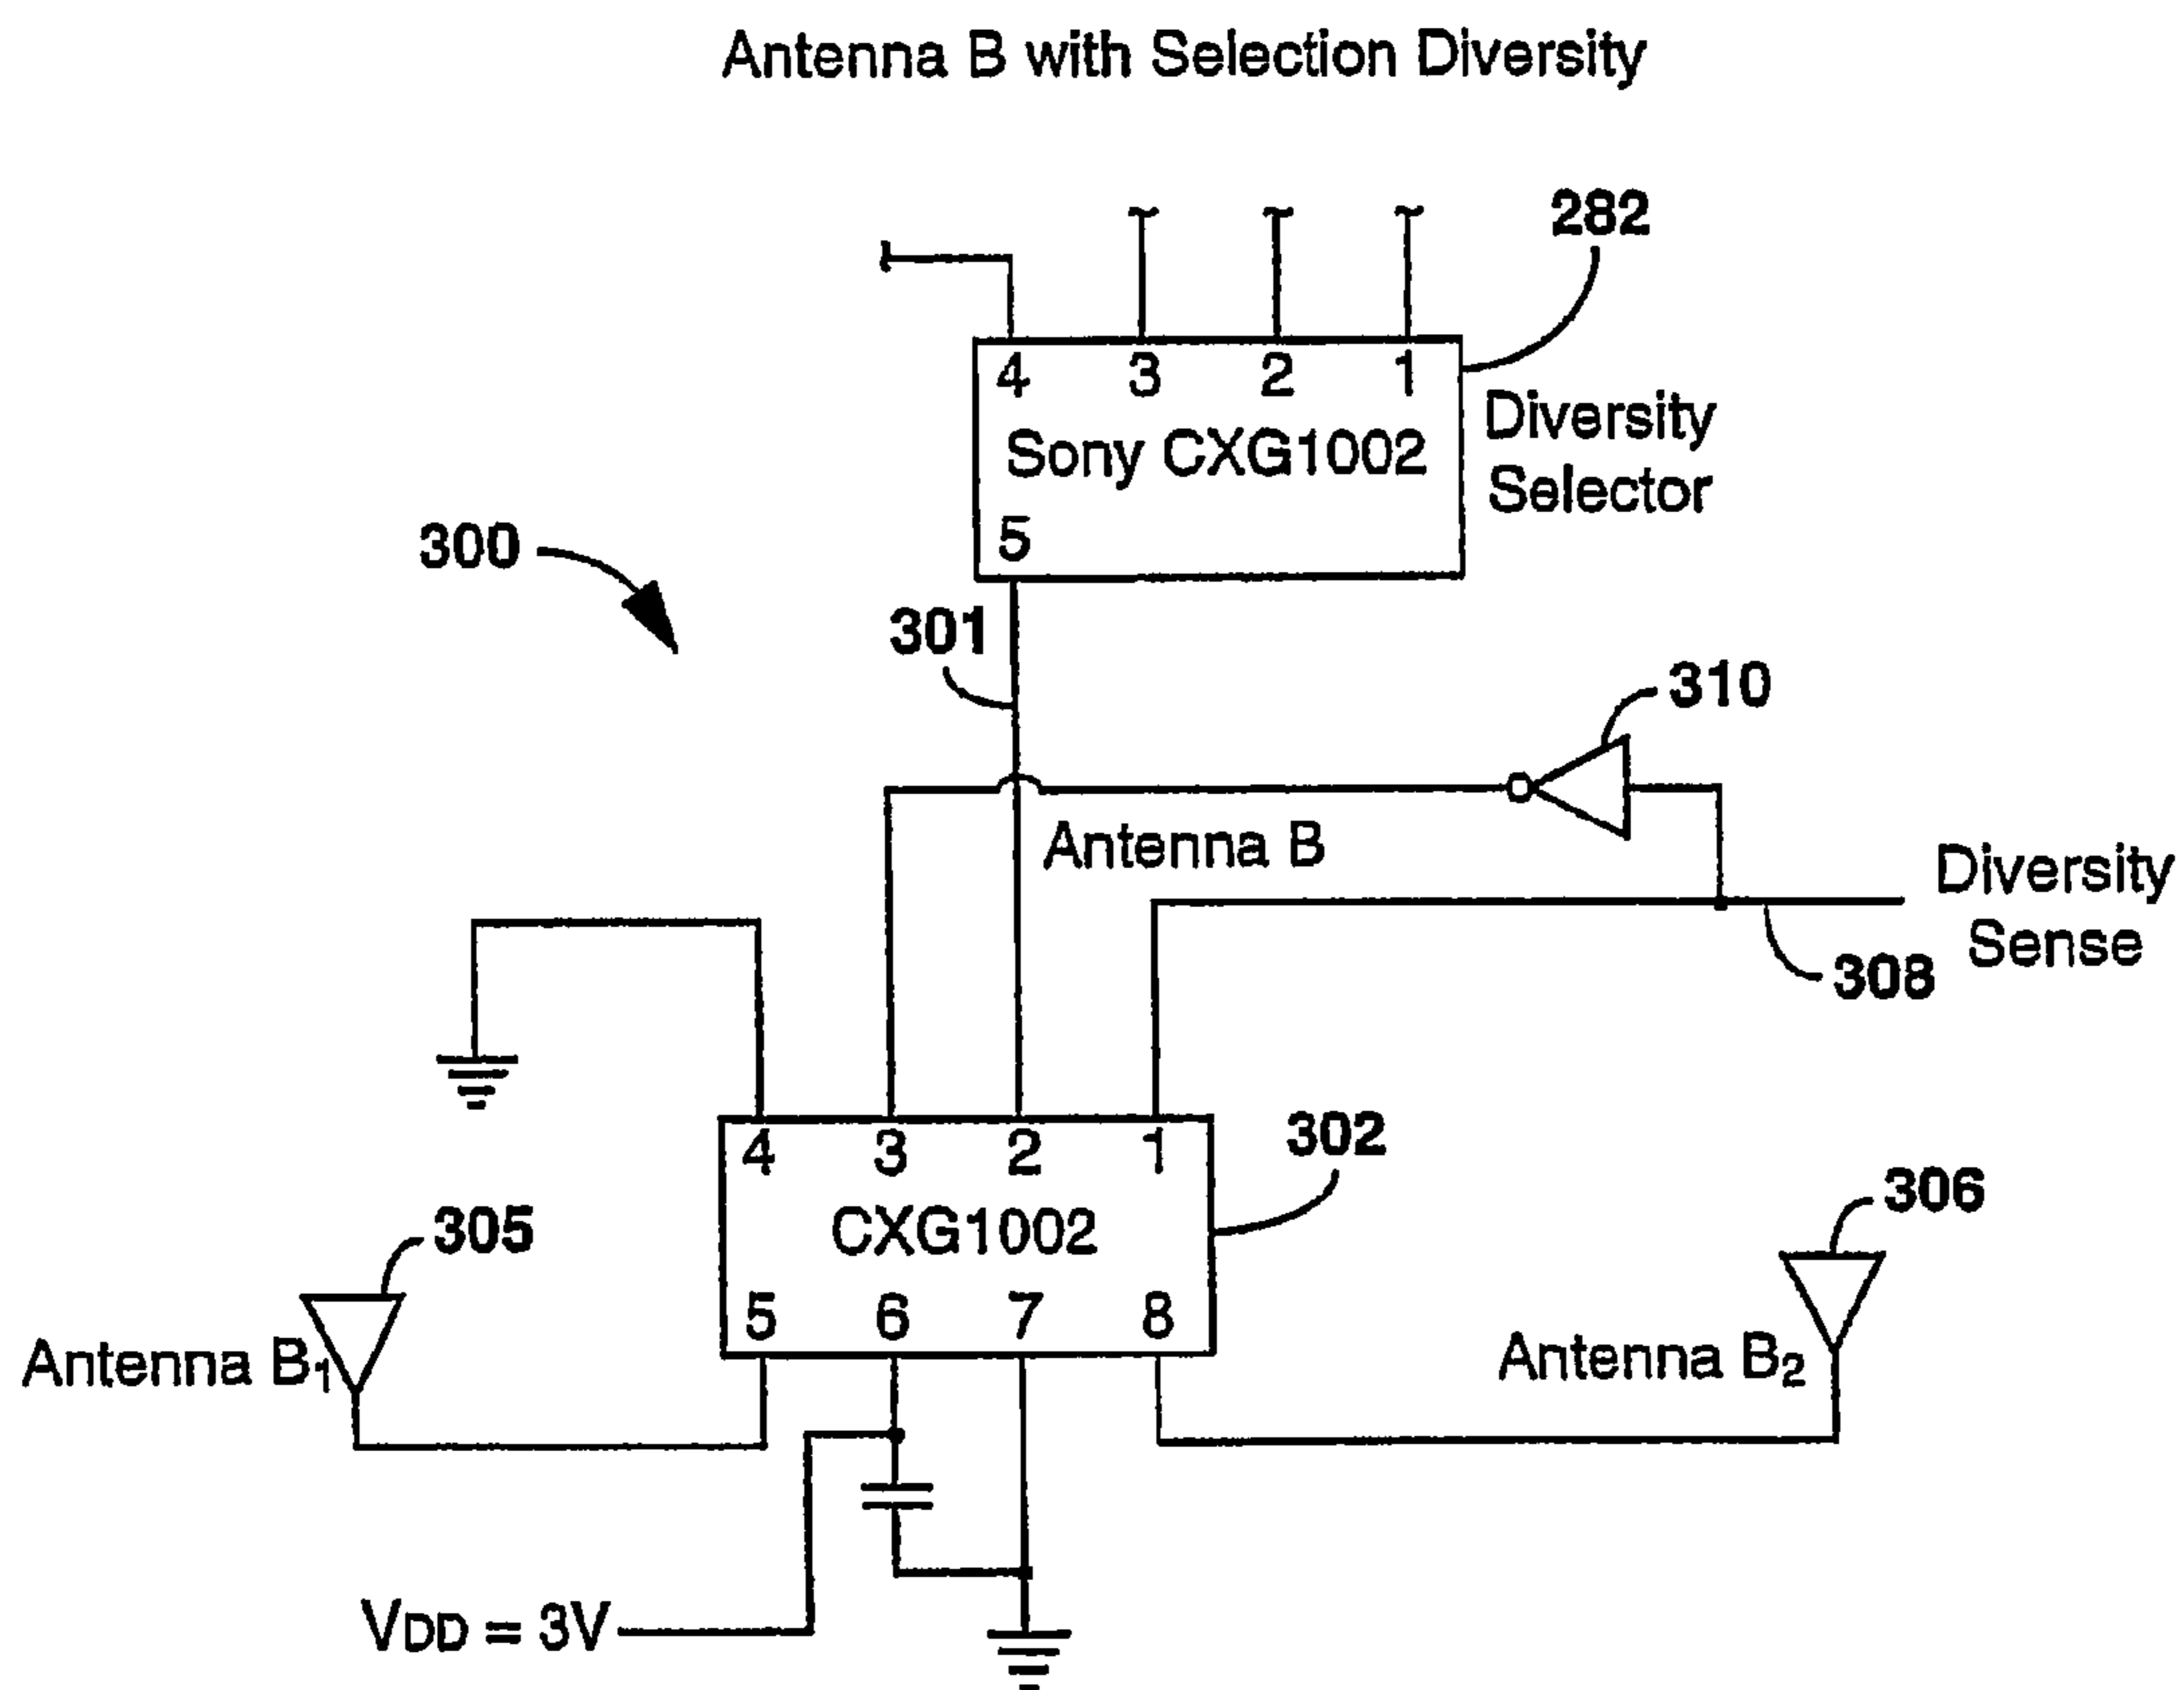 Antenna B with Selection Diversity
282
4 3 2 1
Sony CXG1002
Diversity
Selector
5
300
301
310
Antenna B
Diversity
Sense
308
4 3 2 1
302
CXG1002
305
306
5 6 7 8
Antenna B1
Antenna B2
VDD = 3V